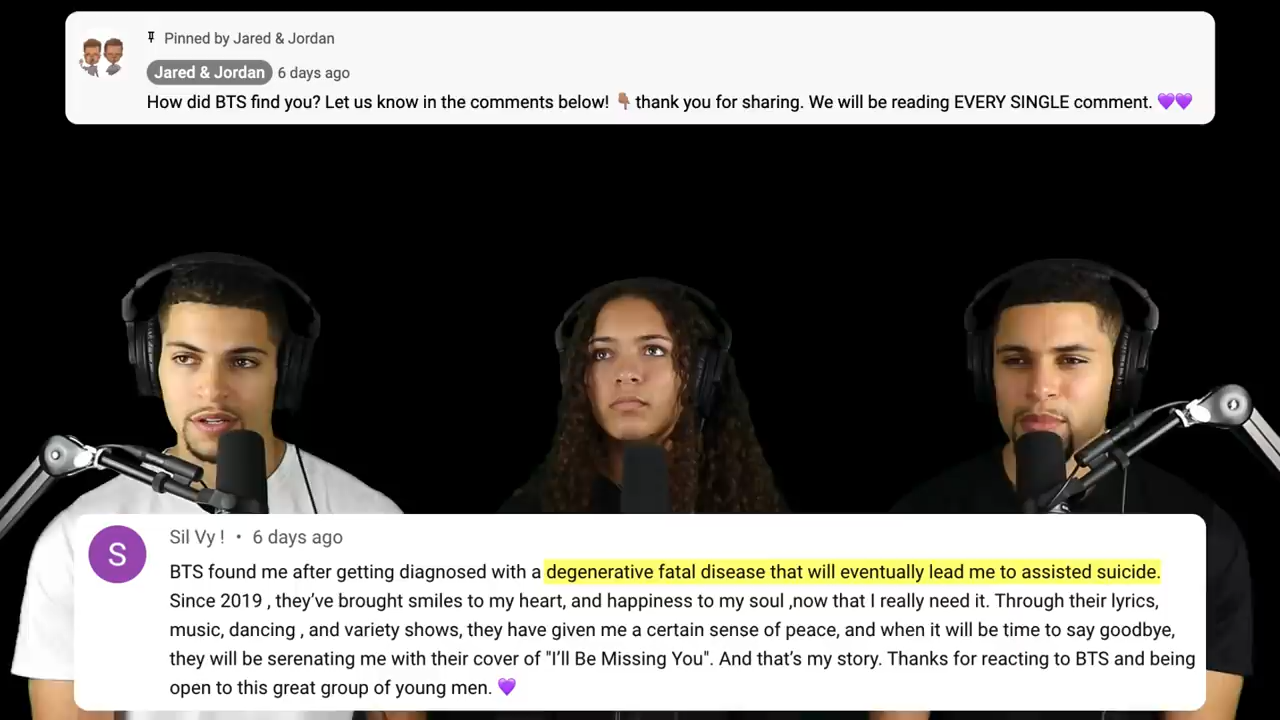 Pinned by Jared & Jordan
Jared & Jordan 6 days ago
How did BTS find you? Let us know in the comments below! 👇🏽 thank you for sharing. We will be reading EVERY SINGLE comment. 💜💜
S
Sil Vy ! • 6 days ago
BTS found me after getting diagnosed with a degenerative fatal disease that will eventually lead me to assisted suicide.
Since 2019 , they've brought smiles to my heart, and happiness to my soul ,now that I really need it. Through their lyrics,
music, dancing , and variety shows, they have given me a certain sense of peace, and when it will be time to say goodbye,
they will be serenating me with their cover of "I'll Be Missing You". And that's my story. Thanks for reacting to BTS and being
open to this great group of young men. 💜